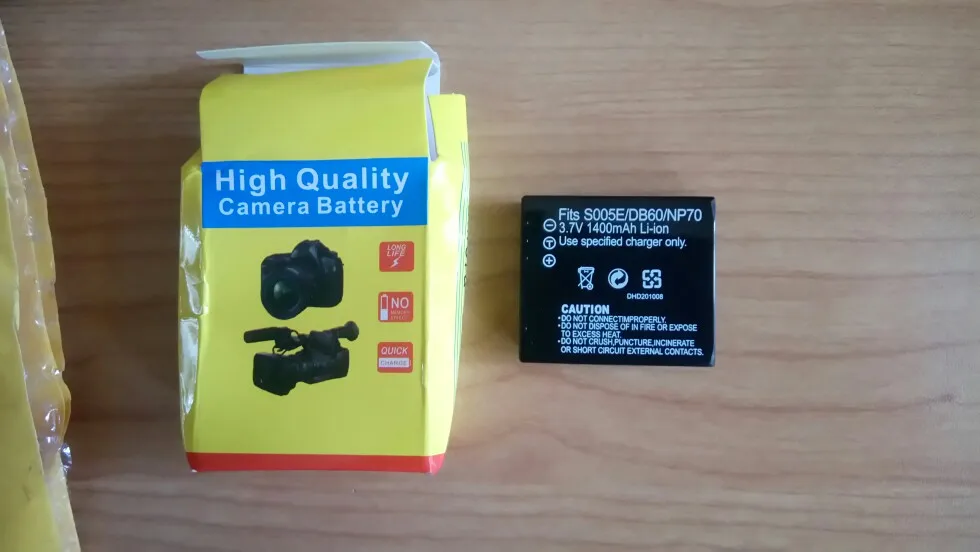 High Quality
Camera Battery
LONG
LIFE
NO
MEMORY
EFFECT
QUICK
CHARGE
Fits S005E/DB60/NP70
3.7V 1400mAh Li-ion
Use specified charger only.
DHD201008
CAUTION
•DO NOT CONNECTIMPROPERLY.
•DO NOT DISPOSE OF IN FIRE OR EXPOSE
TO EXCESS HEAT.
•DO NOT CRUSH,PUNCTURE,INCINERATE
OR SHORT CIRCUIT EXTERNAL CONTACTS.